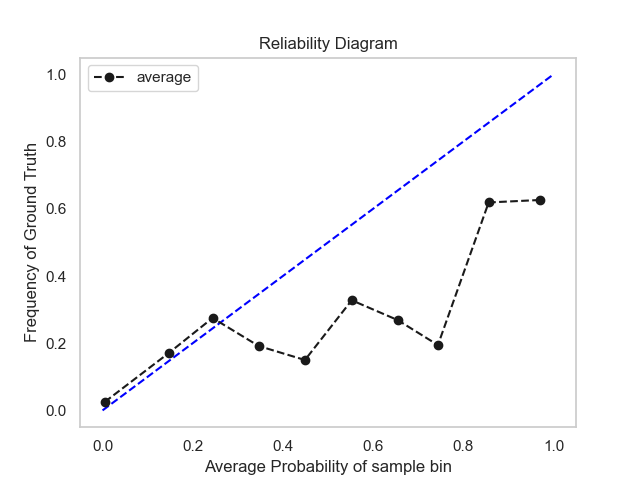 Reliability Diagram
average
Frequency of Ground Truth
1.0
0.8
0.6
0.4
0.2
0.0
0.0 0.2 0.4 0.6 0.8 1.0
Average Probability of sample bin